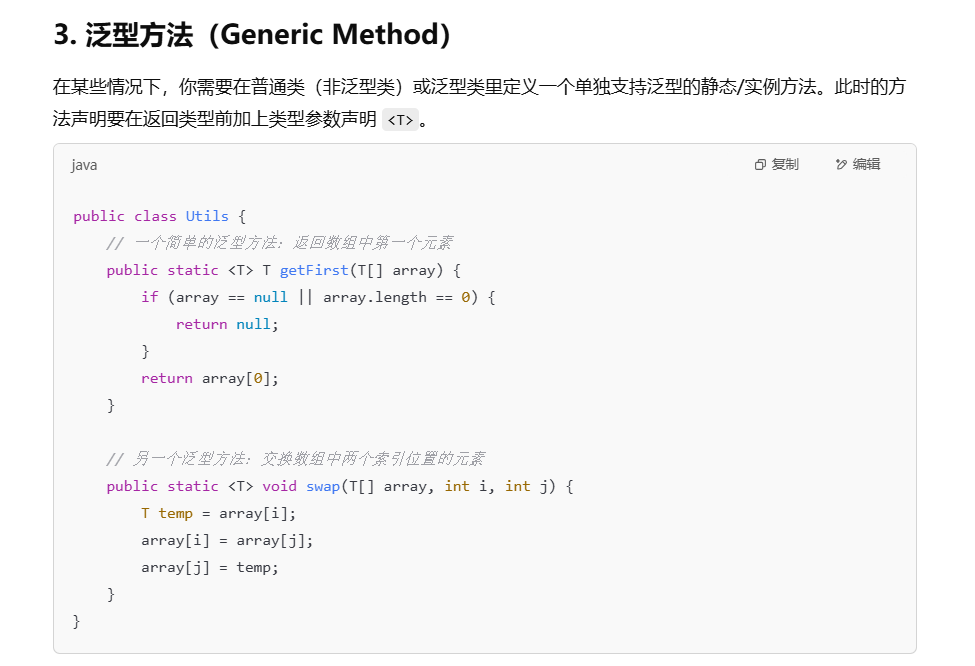 3. 泛型方法（Generic Method）
在某些情况下，你需要在普通类（非泛型类）或泛型类里定义一个单独支持泛型的静态/实例方法。此时的方
法声明要在返回类型前加上类型参数声明 <T> 。
java 复制 编辑
public class Utils {
    // 一个简单的泛型方法：返回数组中第一个元素
    public static <T> T getFirst(T[] array) {
        if (array == null || array.length == 0) {
            return null;
        }
        return array[0];
    }
    // 另一个泛型方法：交换数组中两个索引位置的元素
    public static <T> void swap(T[] array, int i, int j) {
        T temp = array[i];
        array[i] = array[j];
        array[j] = temp;
    }
}